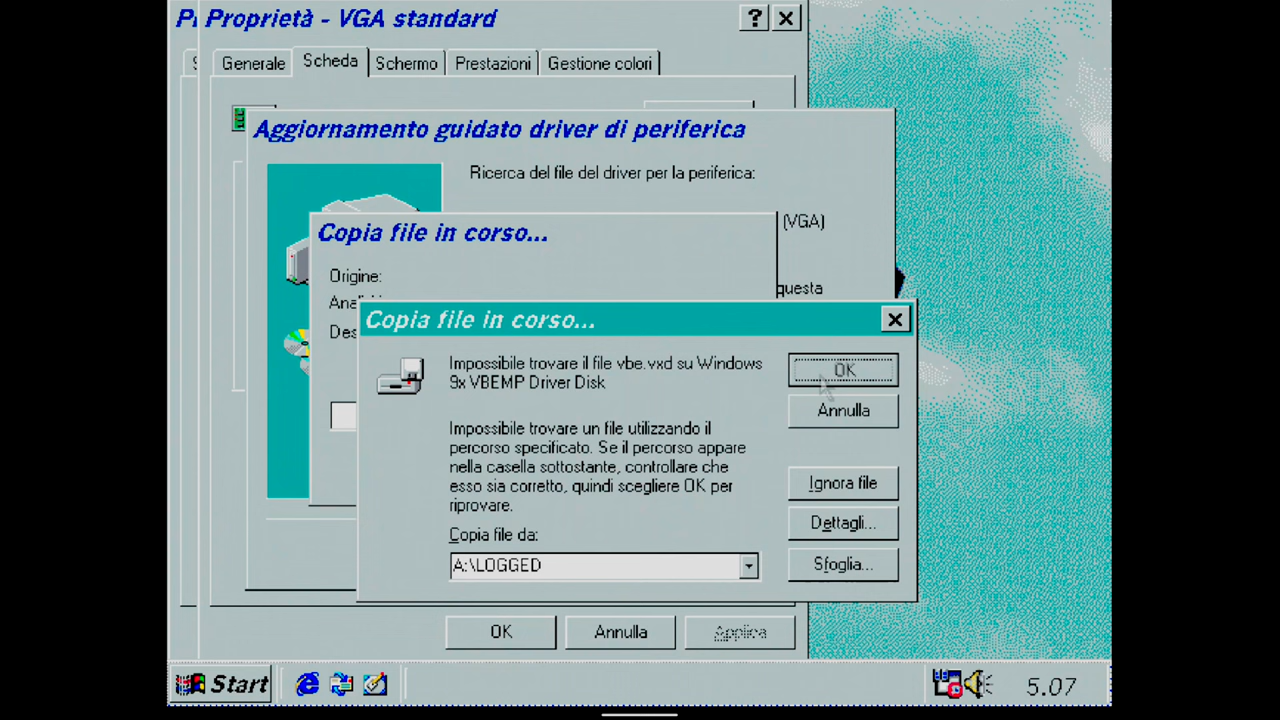 P
Proprietà - VGA standard
Generale
Scheda
Schermo
Prestazioni
Gestione colori
Aggiornamento guidato driver di periferica
Ricerca del file del driver per la periferica:
(VGA)
Copia file in corso...
Origine:
questa
Des
Copia file in corso...
Impossibile trovare il file vbe.vxd su Windows
9x VBEMP Driver Disk
OK
Annulla
Impossibile trovare un file utilizzando il
percorso specificato. Se il percorso appare
nella casella sottostante, controllare che
esso sia corretto, quindi scegliere OK per
riprovare.
Ignora file
Dettagli...
Copia file da:
A:\LOGGED
Sfoglia...
OK
Annulla
Applica
Start
5.07